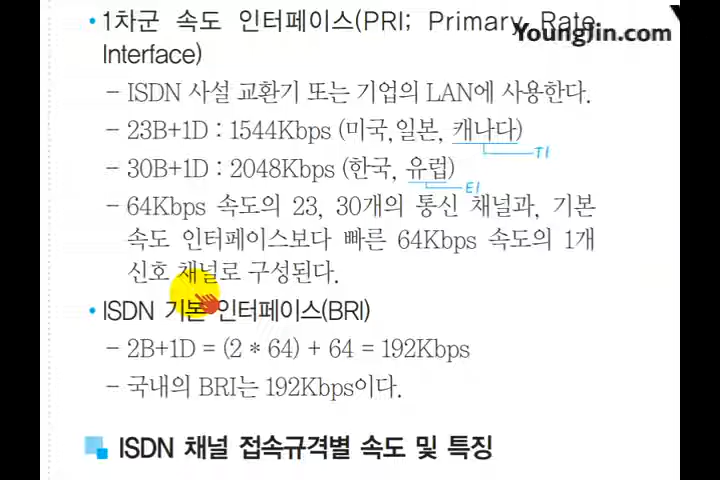 • 1차군 속도 인터페이스(PRI; Primary Rate
YoungJin.com
Interface)
– ISDN 사설 교환기 또는 기업의 LAN에 사용한다.
– 23B+1D : 1544Kbps (미국,일본, 캐나다)
T1
– 30B+1D : 2048Kbps (한국, 유럽)
E1
– 64Kbps 속도의 23, 30개의 통신 채널과, 기본
속도 인터페이스보다 빠른 64Kbps 속도의 1개
신호 채널로 구성된다.
• ISDN 기본 인터페이스(BRI)
– 2B+1D = (2 * 64) + 64 = 192Kbps
– 국내의 BRI는 192Kbps이다.
ISDN 채널 접속규격별 속도 및 특징